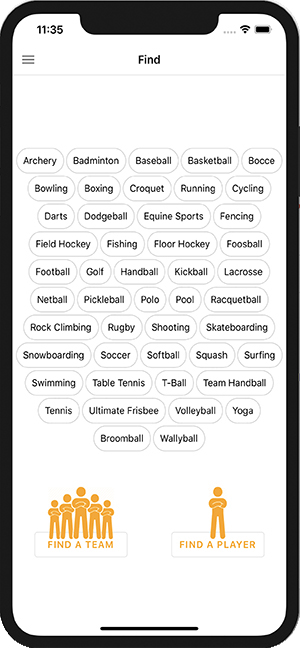 11:35
Find
Archery Badminton Baseball Basketball Bocce
Bowling Boxing Croquet Running Cycling
Darts Dodgeball Equine Sports Fencing
Field Hockey Fishing Floor Hockey Foosball
Football Golf Handball Kickball Lacrosse
Netball Pickleball Polo Pool Racquetball
Rock Climbing Rugby Shooting Skateboarding
Snowboarding Soccer Softball Squash Surfing
Swimming Table Tennis T-Ball Team Handball
Tennis Ultimate Frisbee Volleyball Yoga
Broomball Wallyball
FIND A TEAM FIND A PLAYER